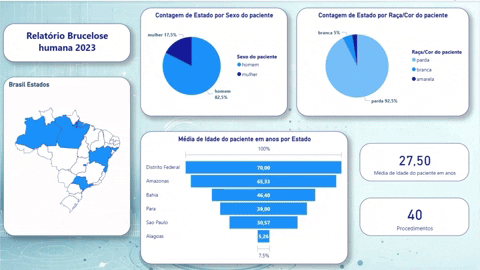 Relatório Brucelose
humana 2023
Brasil Estados
Contagem de Estado por Sexo do paciente
mulher 17,5%
homem
82,5%
Sexo do paciente
homem
mulher
Contagem de Estado por Raça/Cor do paciente
branca 5%
parda 92,5%
Raça/Cor do paciente
parda
branca
amarela
Média de Idade do paciente em anos por Estado
100%
Distrito Federal 70,00
Amazonas 65,33
Bahia 46,40
Para 39,00
Sao Paulo 30,57
Alagoas 5,26
7,5%
27,50
Média de Idade do paciente em anos
40
Procedimentos